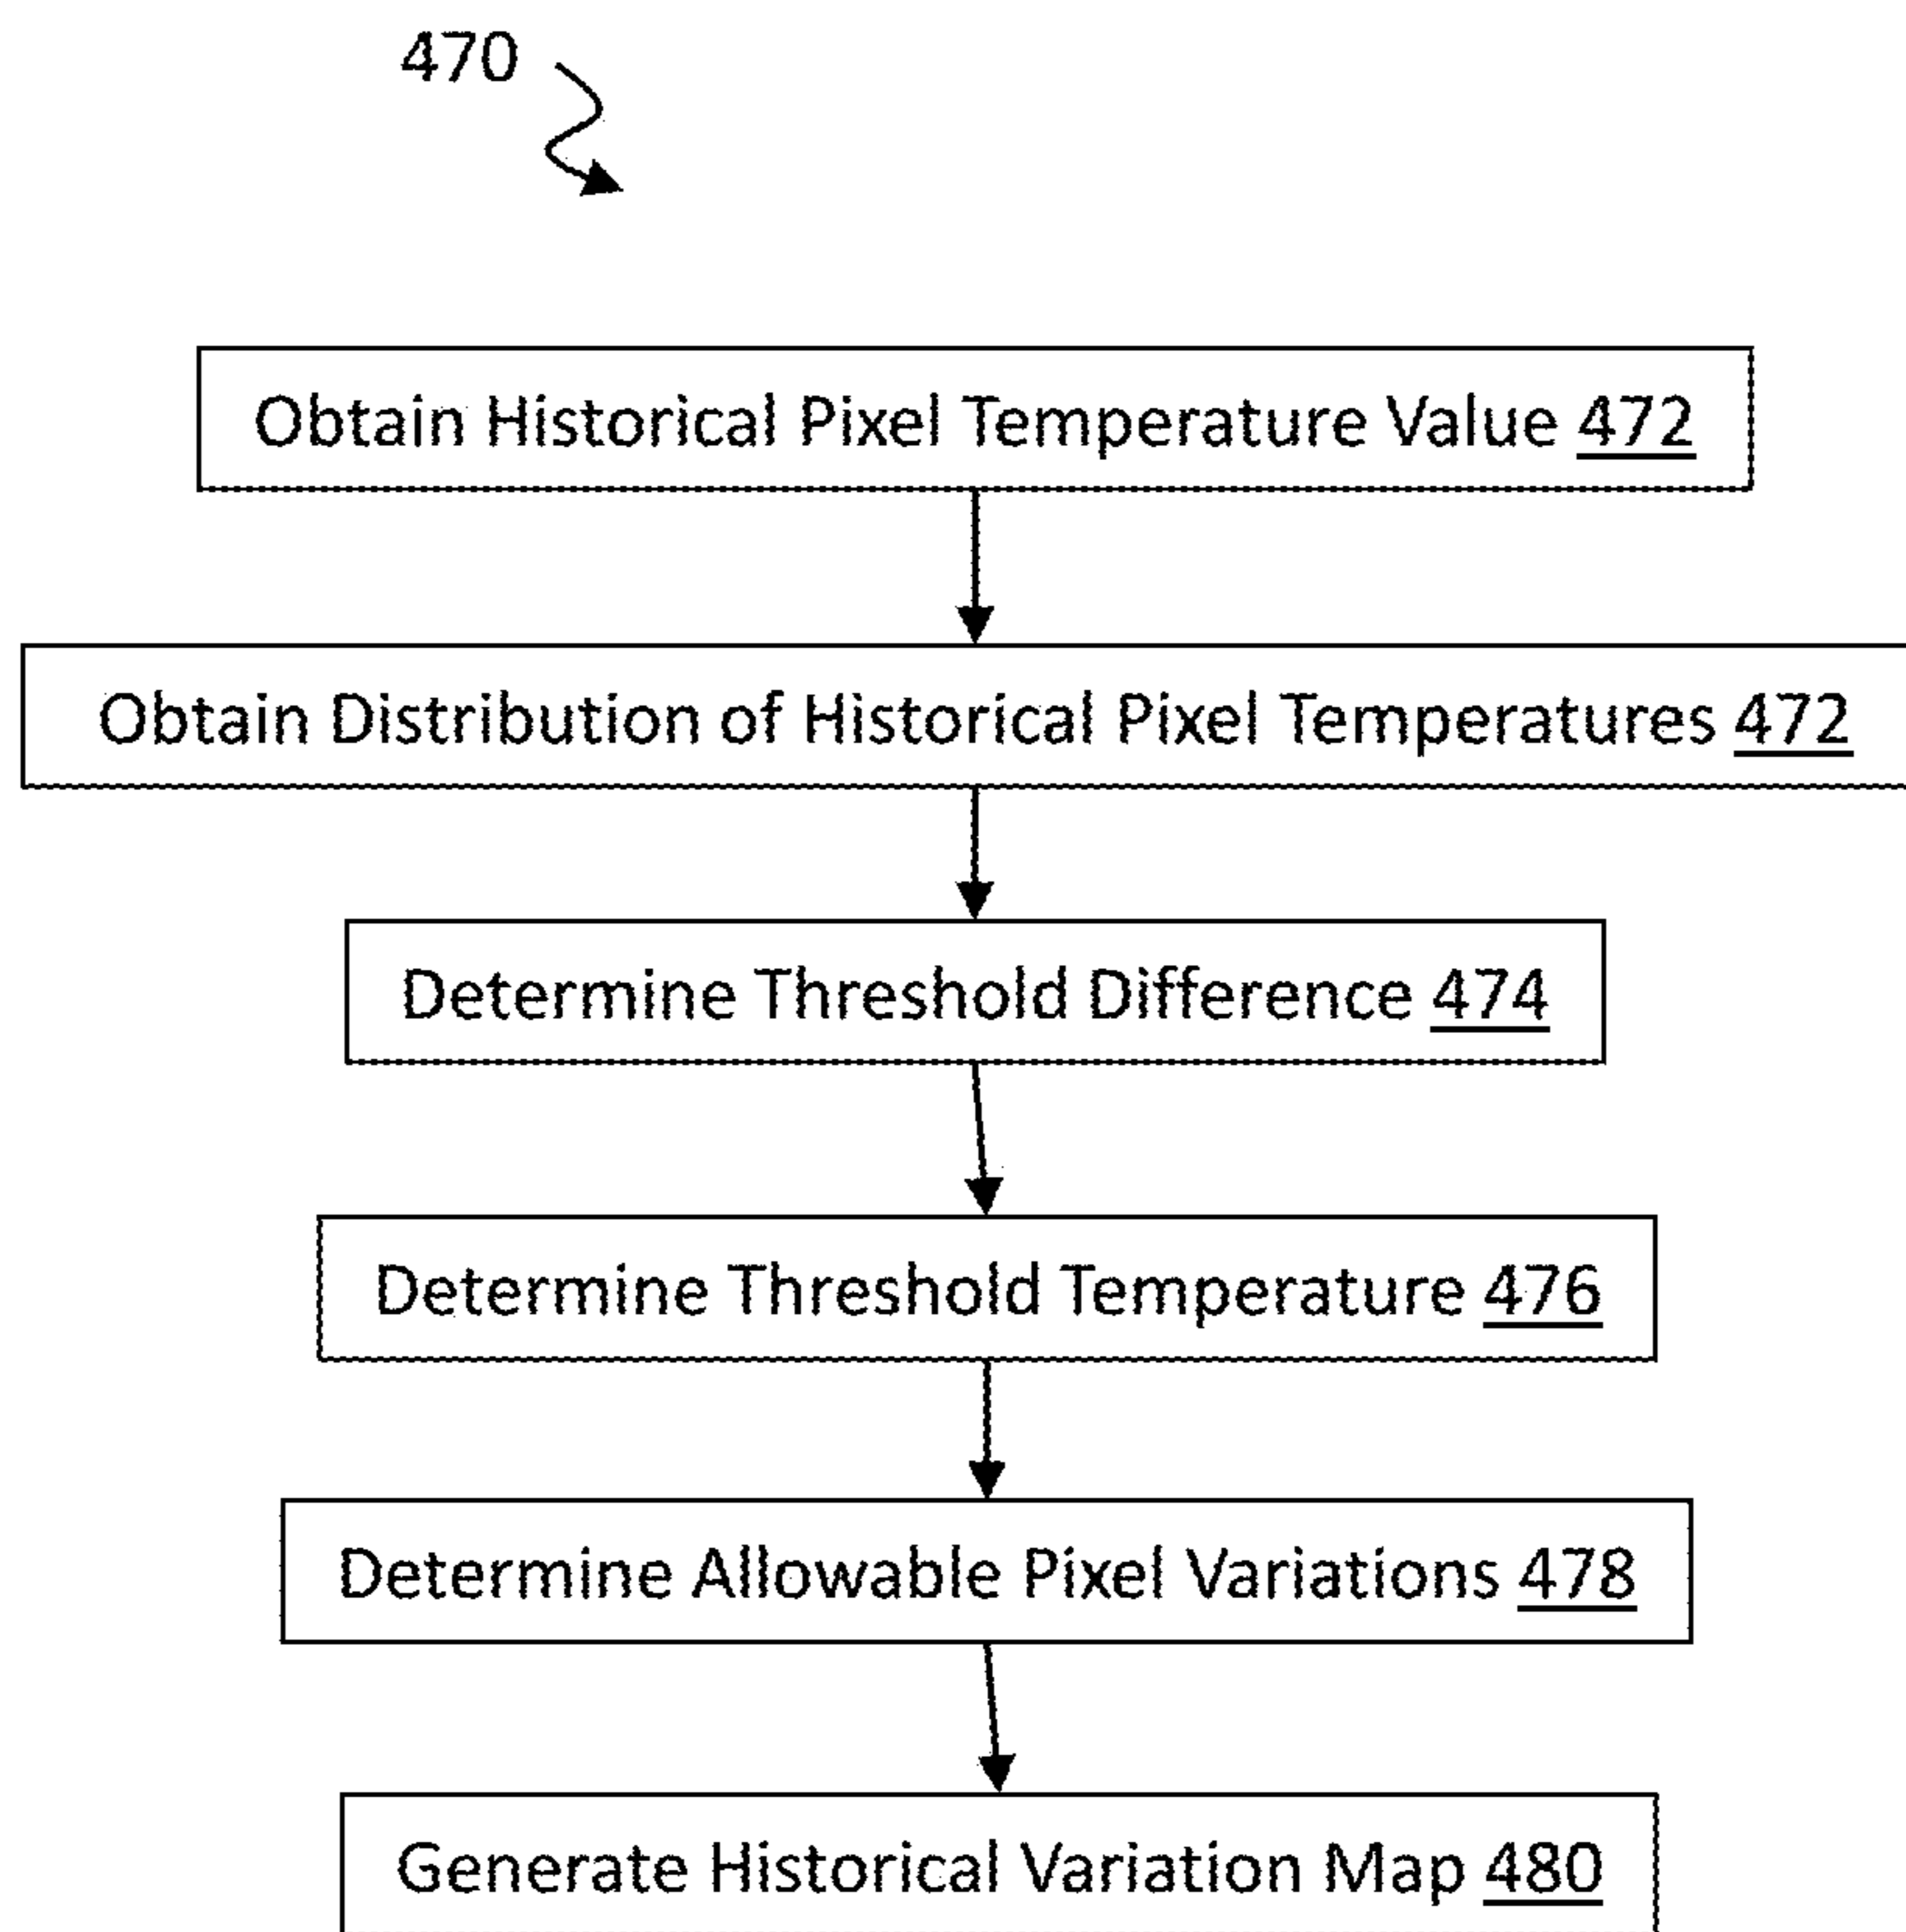 470
Obtain Historical Pixel Temperature Value 472
Obtain Distribution of Historical Pixel Temperatures 472
Determine Threshold Difference 474
Determine Threshold Temperature 476
Determine Allowable Pixel Variations 478
Generate Historical Variation Map 480